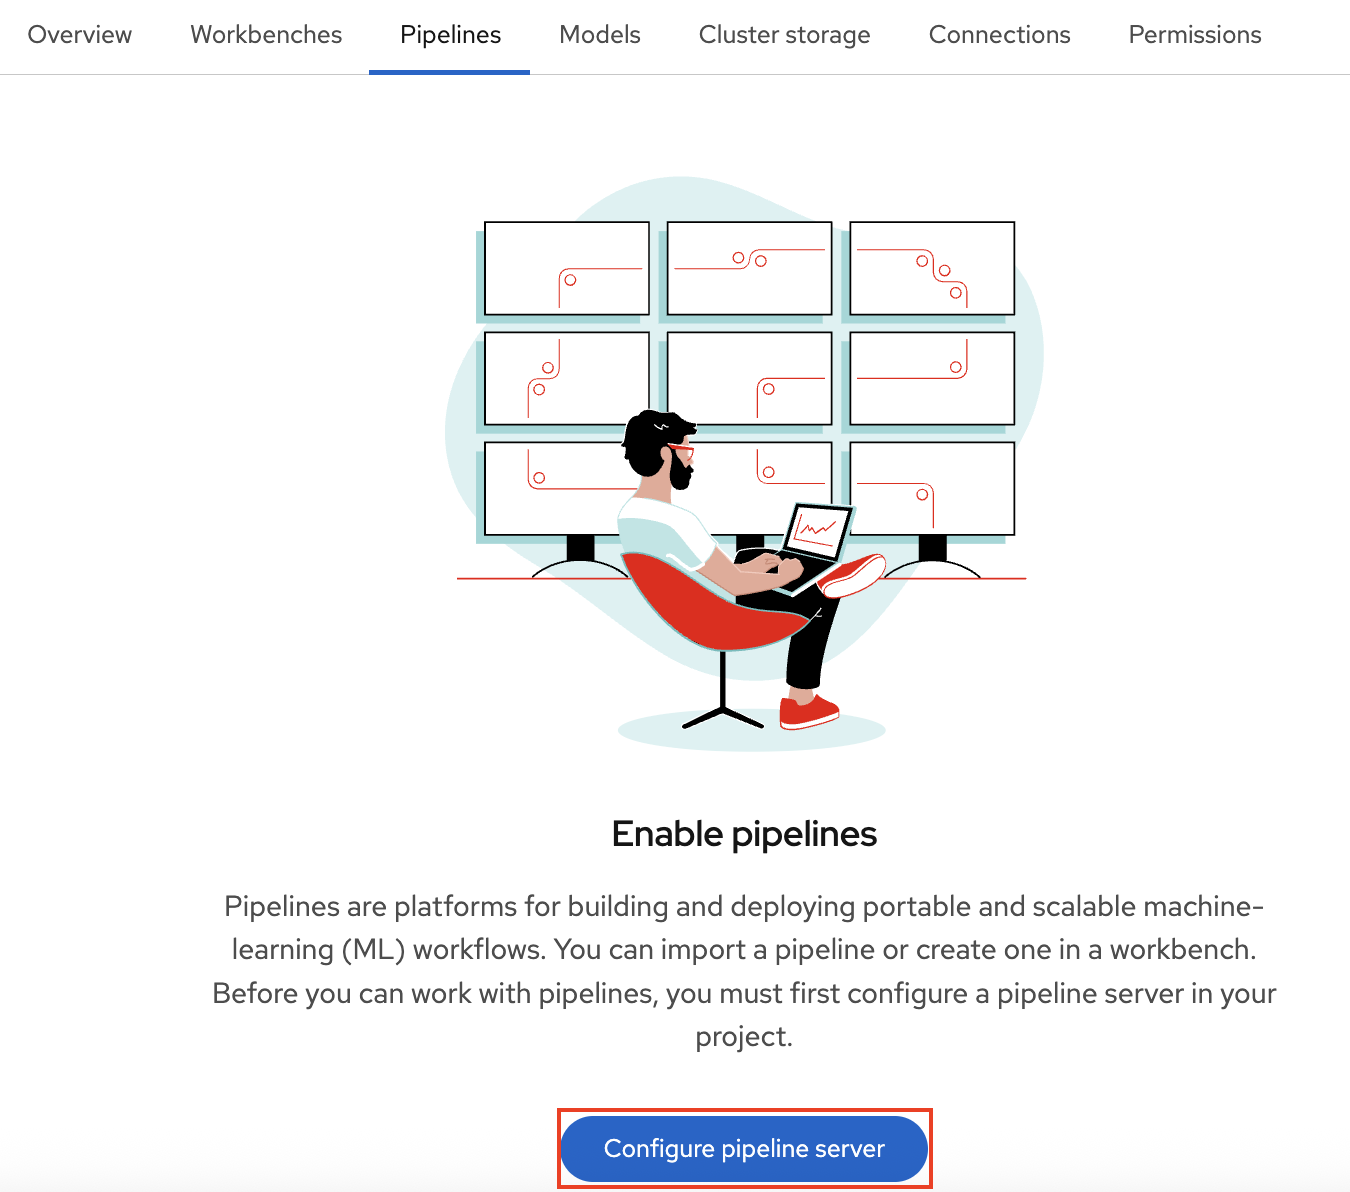 Overview Workbenches Pipelines Models Cluster storage Connections Permissions
Enable pipelines
Pipelines are platforms for building and deploying portable and scalable machine-
learning (ML) workflows. You can import a pipeline or create one in a workbench.
Before you can work with pipelines, you must first configure a pipeline server in your
project.
Configure pipeline server